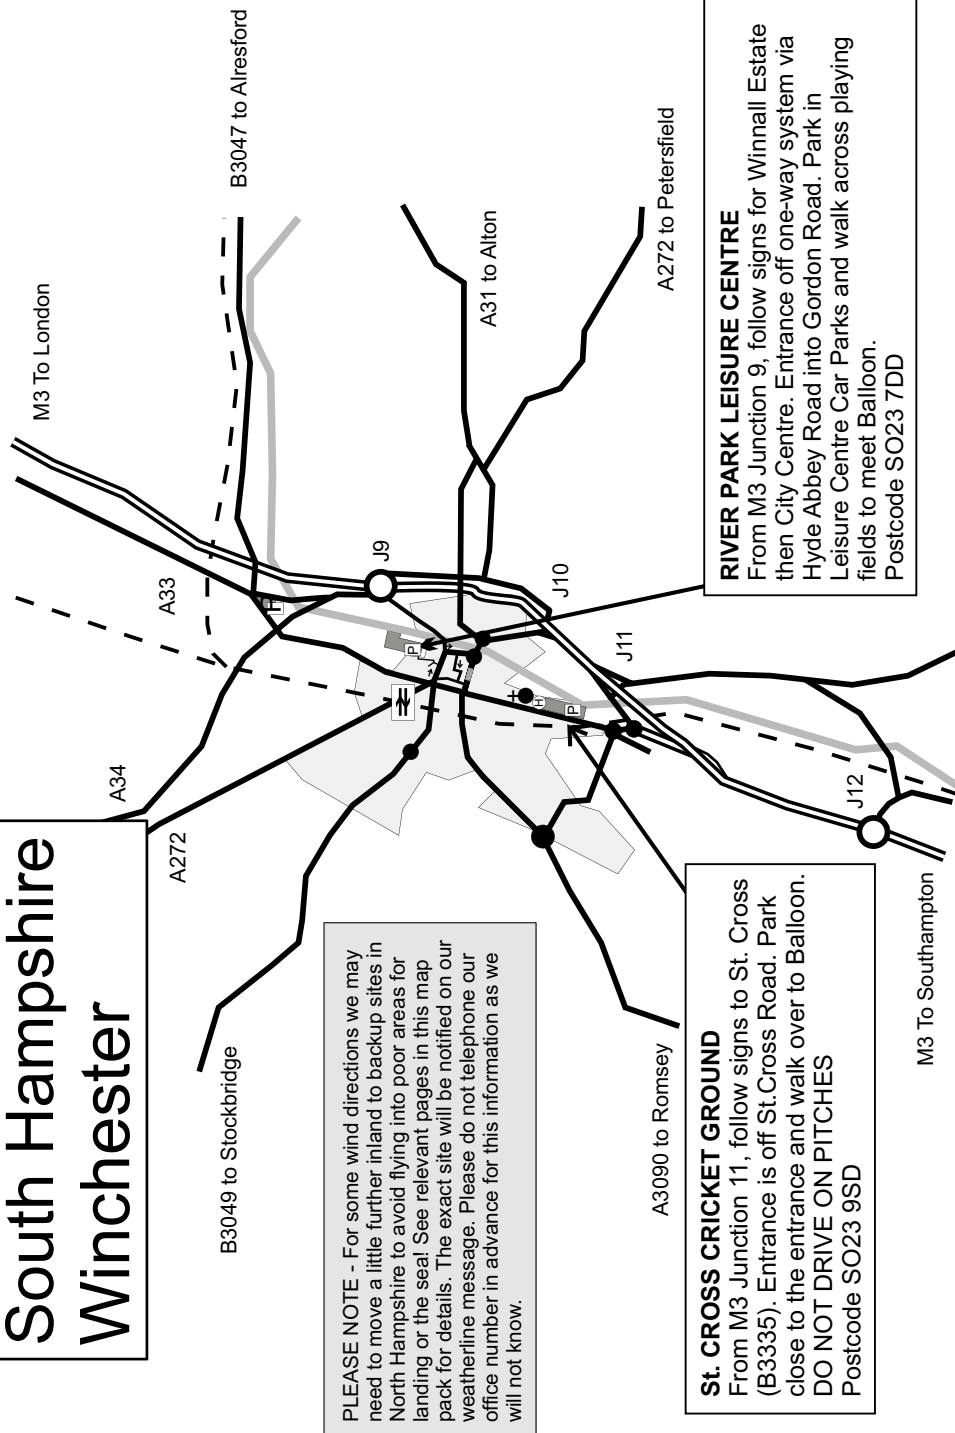 South Hampshire
Winchester
M3 To London
B3047 to Alresford
A33
A34
A272
J9
A31 to Alton
A272 to Petersfield
B3049 to Stockbridge
P
P
J10
J11
H
P
J12
A3090 to Romsey
M3 To Southampton
PLEASE NOTE - For some wind directions we may
need to move a little further inland to backup sites in
North Hampshire to avoid flying into poor areas for
landing or the sea! See relevant pages in this map
pack for details. The exact site will be notified on our
weatherline message. Please do not telephone our
office number in advance for this information as we
will not know.
St. CROSS CRICKET GROUND
From M3 Junction 11, follow signs to St. Cross
(B3335). Entrance is off St.Cross Road. Park
close to the entrance and walk over to Balloon.
DO NOT DRIVE ON PITCHES
Postcode SO23 9SD
RIVER PARK LEISURE CENTRE
From M3 Junction 9, follow signs for Winnall Estate
then City Centre. Entrance off one-way system via
Hyde Abbey Road into Gordon Road. Park in
Leisure Centre Car Parks and walk across playing
fields to meet Balloon.
Postcode SO23 7DD